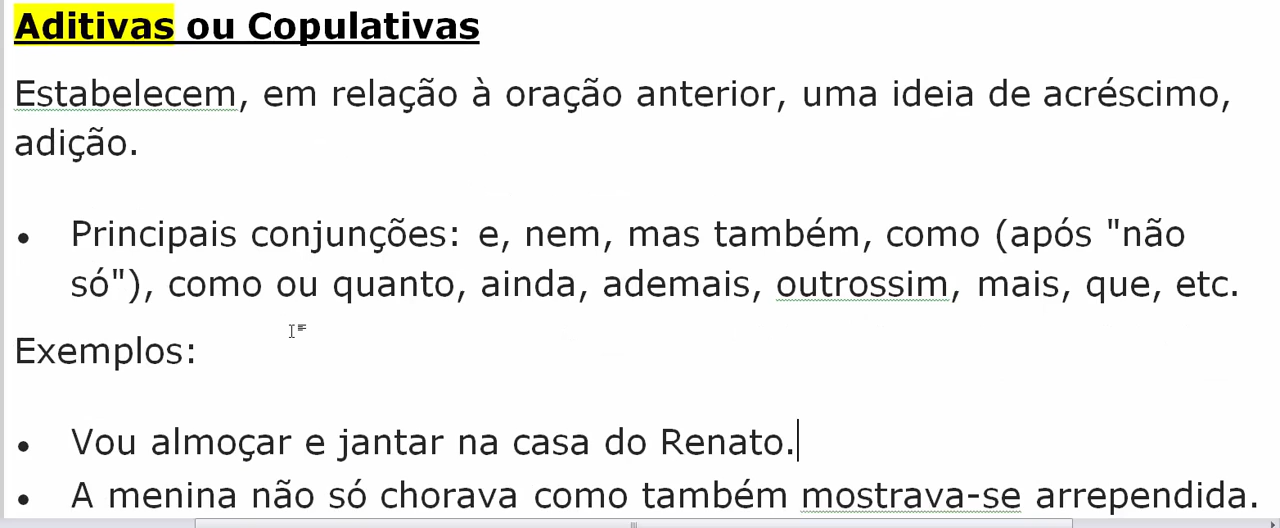 Aditivas ou Copulativas
Estabelecem, em relação à oração anterior, uma ideia de acréscimo,
adição.
• Principais conjunções: e, nem, mas também, como (após "não
só"), como ou quanto, ainda, ademais, outrossim, mais, que, etc.
Exemplos:
• Vou almoçar e jantar na casa do Renato.
• A menina não só chorava como também mostrava-se arrependida.